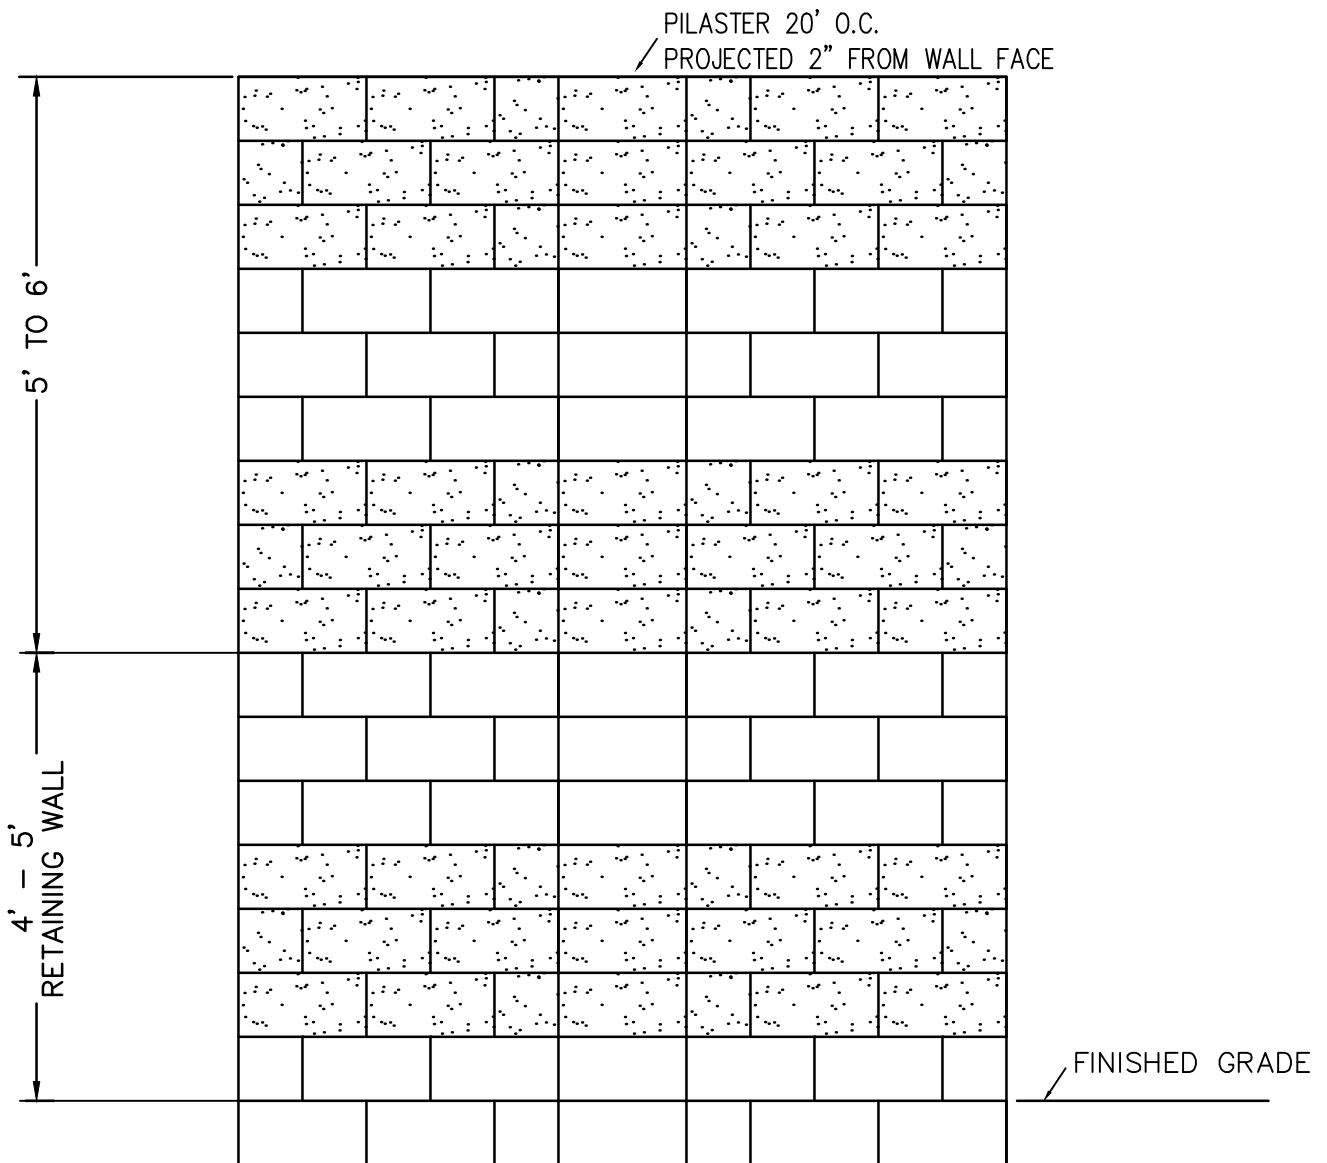 PILASTER 20' O.C.
PROJECTED 2" FROM WALL FACE
5' TO 6'
4' - 5'
RETAINING WALL
FINISHED GRADE